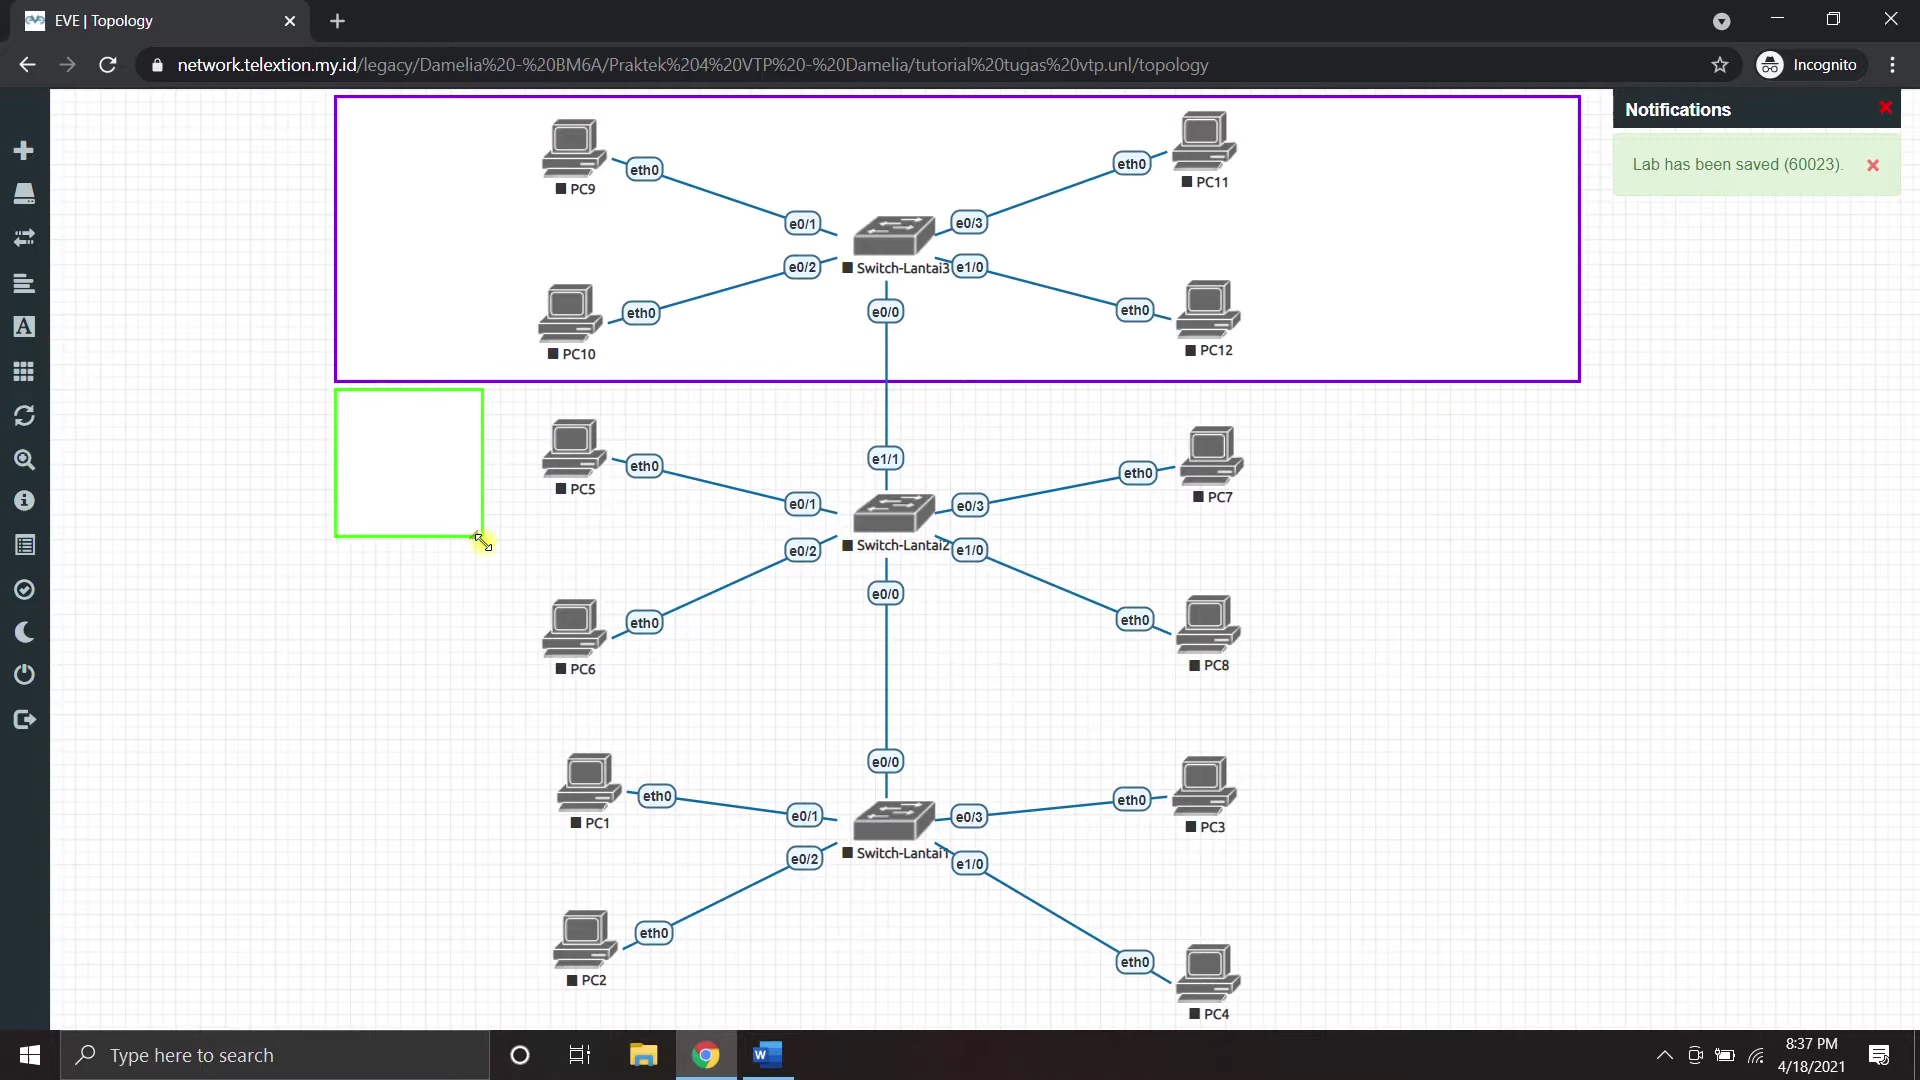 EVE | Topology
network.telextion.my.id/legacy/Damelia%20-%20BM6A/Praktek%204%20VTP%20-%20Damelia/tutorial%20tugas%20vtp.unl/topology
Incognito
Notifications
Lab has been saved (60023).
PC9
eth0
e0/1
PC11
eth0
e0/3
Switch-Lantai3
e0/2
e1/0
PC10
eth0
e0/0
PC12
eth0
PC5
eth0
e0/1
e1/1
PC7
eth0
e0/3
Switch-Lantai2
e0/2
e1/0
e0/0
PC6
eth0
PC8
eth0
e0/0
PC1
eth0
e0/1
PC3
eth0
e0/3
Switch-Lantai1
e0/2
e1/0
PC2
eth0
PC4
eth0
Type here to search
8:37 PM
4/18/2021